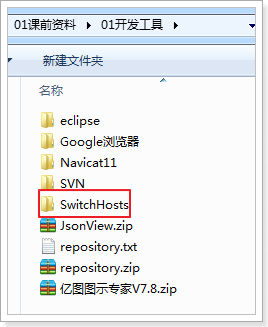 01课前资料 ▸ 01开发工具 ▸
新建文件夹
名称
eclipse
Google浏览器
Navicat11
SVN
SwitchHosts
JsonView.zip
repository.txt
repository.zip
亿图图示专家V7.8.zip